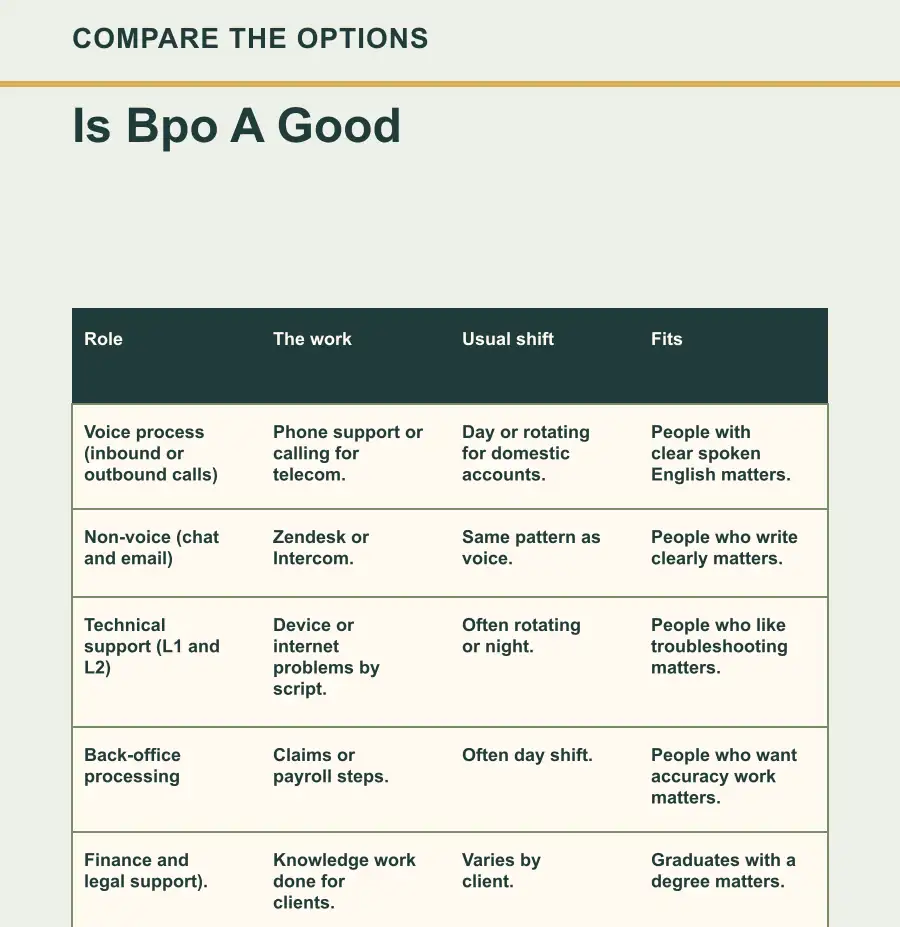 COMPARE THE OPTIONS
Is Bpo A Good
Role
The work
Usual shift
Fits
Voice process
(inbound or
outbound calls)
Phone support or
calling for
telecom.
Day or rotating
for domestic
accounts.
People with
clear spoken
English matters.
Non-voice (chat
and email)
Zendesk or
Intercom.
Same pattern as
voice.
People who write
clearly matters.
Technical
support (L1 and
L2)
Device or
internet
problems by
script.
Often rotating
or night.
People who like
troubleshooting
matters.
Back-office
processing
Claims or
payroll steps.
Often day shift.
People who want
accuracy work
matters.
Finance and
legal support).
Knowledge work
done for
clients.
Varies by
client.
Graduates with a
degree matters.